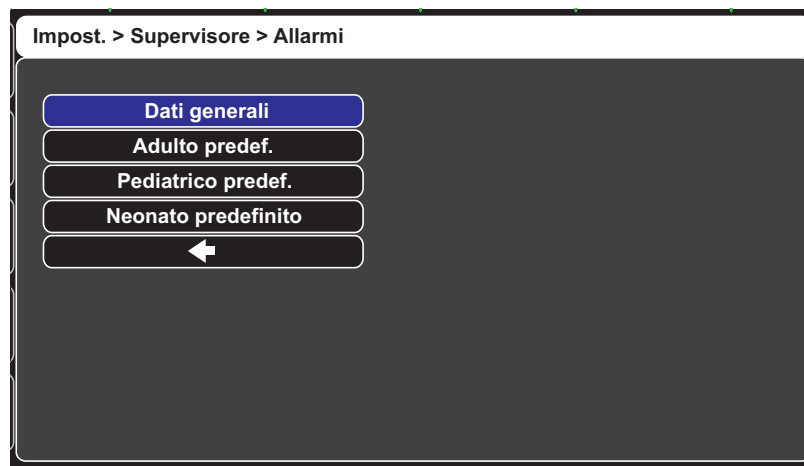 Impost. > Supervisore > Allarmi
Dati generali
Adulto predef.
Pediatrico predef.
Neonato predefinito